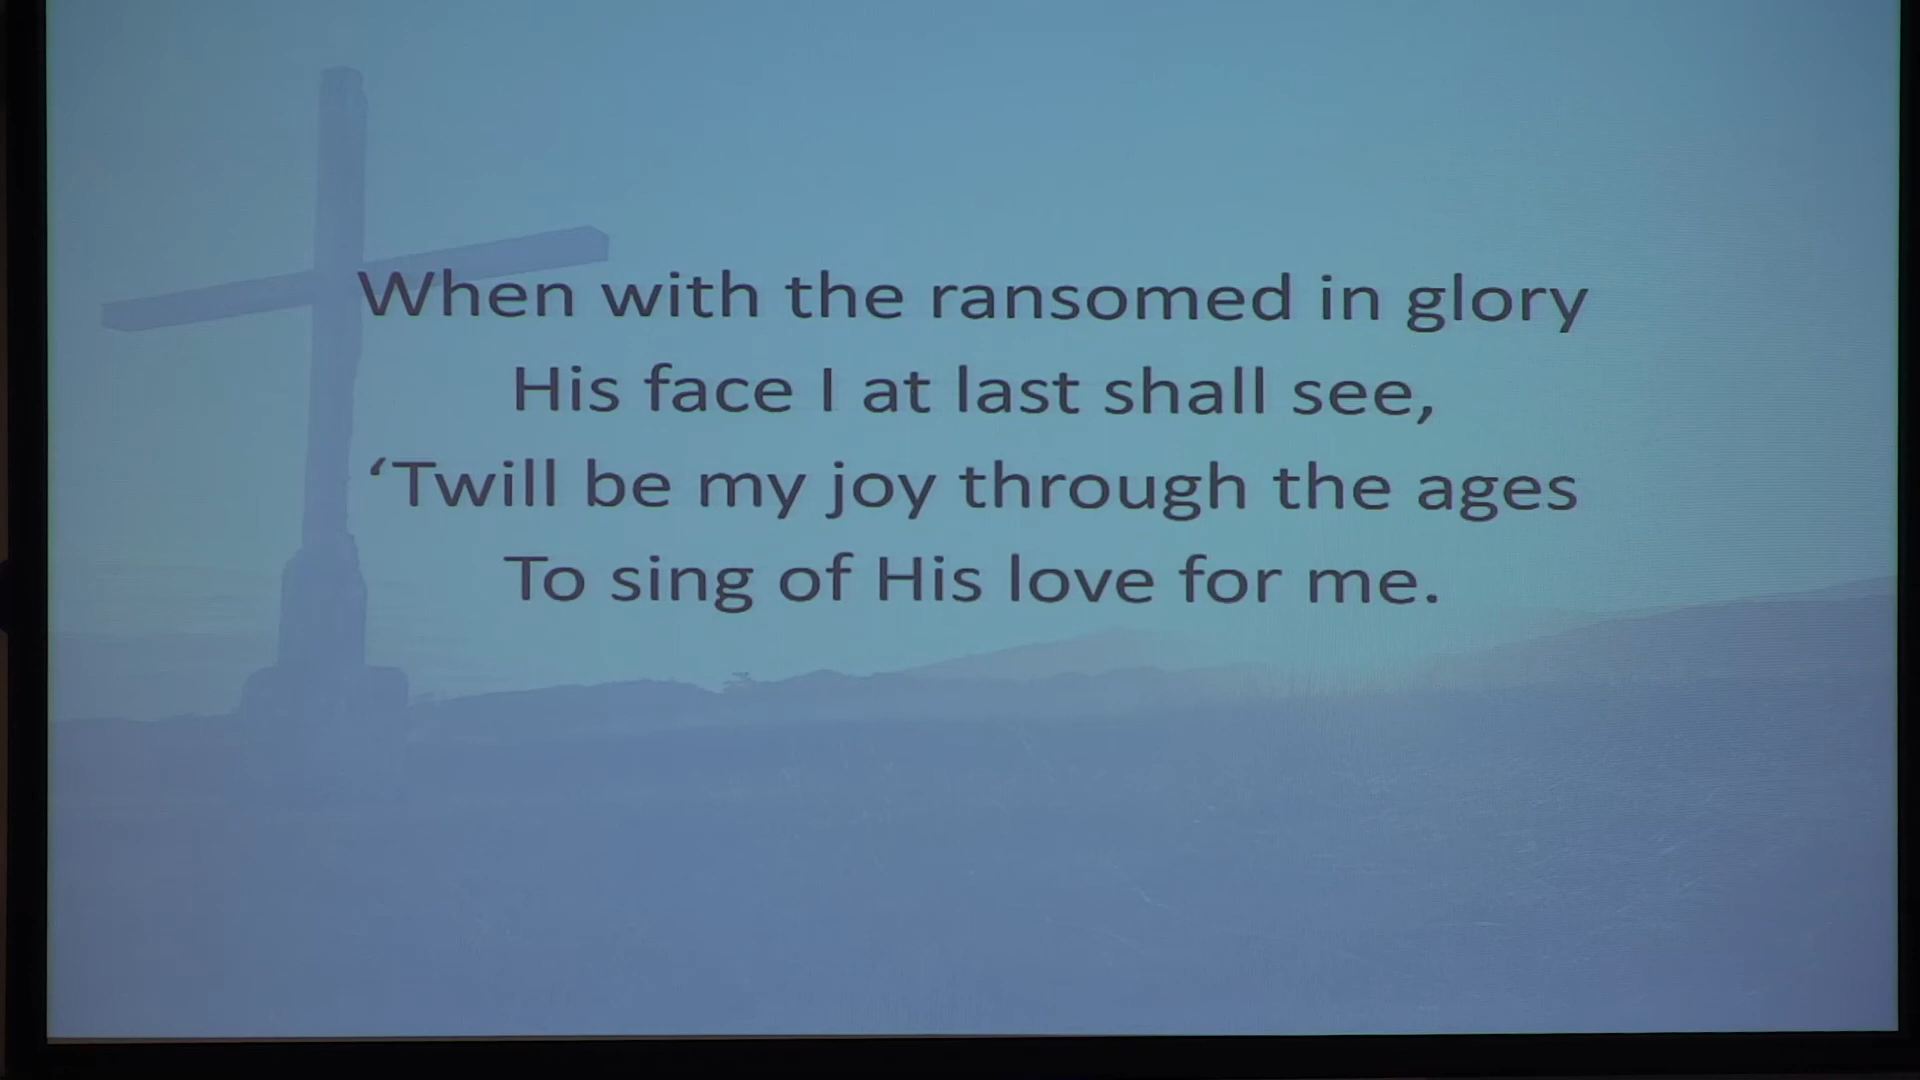 When with the ransomed in glory
His face I at last shall see,
‘Twill be my joy through the ages
To sing of His love for me.